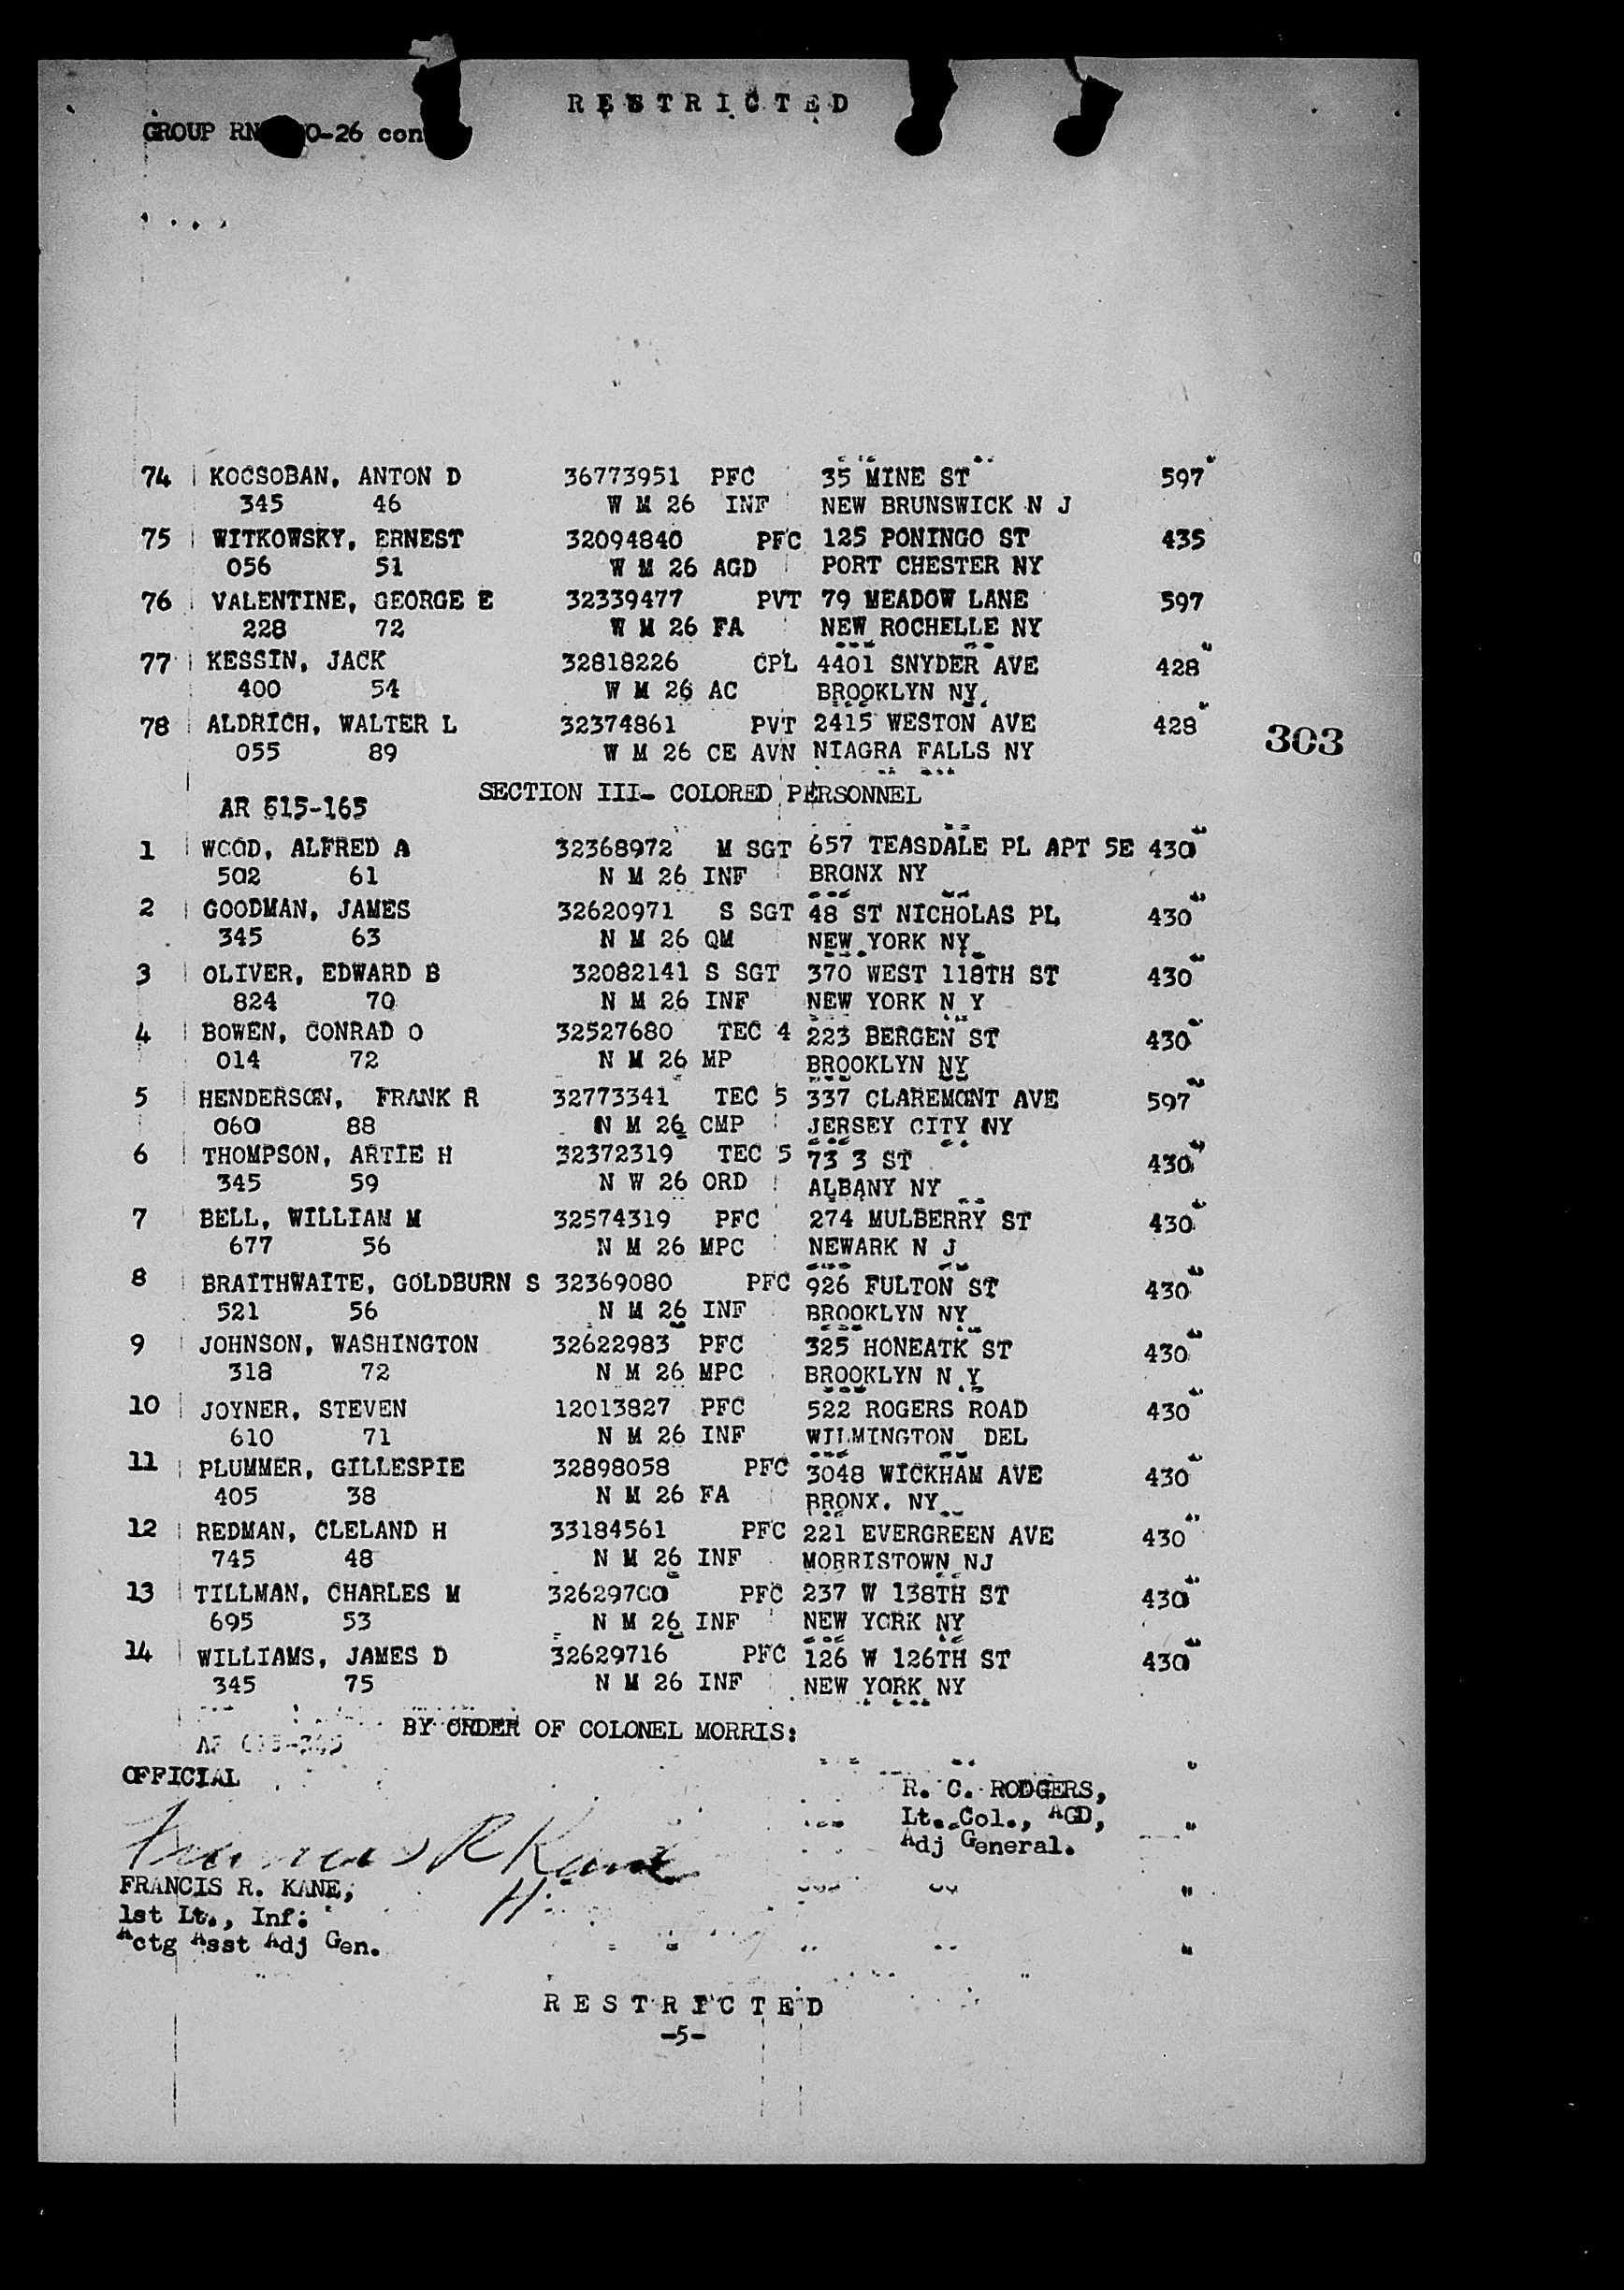 RESTRICTED
GROUP RN O-26 con
74 KOCSOBAN, ANTON D 36773951 PFC 35 MINE ST 597
345 46 W M 26 INF NEW BRUNSWICK N J
75 WITKOWSKY, ERNEST 32094840 PFC 125 PONINGO ST 435
056 51 W M 26 AGD PORT CHESTER NY
76 VALENTINE, GEORGE E 32339477 PVT 79 MEADOW LANE 597
228 72 W M 26 FA NEW ROCHELLE NY
77 KESSIN, JACK 32818226 CPL 4401 SNYDER AVE 428
400 54 W M 26 AC BROOKLYN NY
78 ALDRICH, WALTER L 32374861 PVT 2415 WESTON AVE 428
303
055 89 W M 26 CE AVN NIAGRA FALLS NY
SECTION III- COLORED PERSONNEL
AR 615-165
1 WOOD, ALFRED A 32368972 M SGT 657 TEASDALE PL APT 5E 430
502 61 N M 26 INF BRONX NY
2 GOODMAN, JAMES 32620971 S SGT 48 ST NICHOLAS PL 430
345 63 N M 26 QM NEW YORK NY
3 OLIVER, EDWARD B 32082141 S SGT 370 WEST 118TH ST 430
824 70 N M 26 INF NEW YORK N Y
4 BOWEN, CONRAD O 32527680 TEC 4 223 BERGEN ST 430
014 72 N M 26 MP BROOKLYN NY
5 HENDERSON, FRANK R 32773341 TEC 5 337 CLAREMONT AVE 597
060 88 N M 26 CMP JERSEY CITY NY
6 THOMPSON, ARTIE H 32372319 TEC 5 73 3 ST 430
345 59 N W 26 ORD ALBANY NY
7 BELL, WILLIAM M 32574319 PFC 274 MULBERRY ST 430
677 56 N M 26 MPC NEWARK N J
8 BRAITHWAITE, GOLDBURN S 32369080 PFC 926 FULTON ST 430
521 56 N M 26 INF BROOKLYN NY
9 JOHNSON, WASHINGTON 32622983 PFC 325 HONEATK ST 430
318 72 N M 26 MPC BROOKLYN N Y
10 JOYNER, STEVEN 12013827 PFC 522 ROGERS ROAD 430
610 71 N M 26 INF WILMINGTON DEL
11 PLUMMER, GILLESPIE 32898058 PFC 3048 WICKHAM AVE 430
405 38 N M 26 FA BRONX. NY
12 REDMAN, CLELAND H 33184561 PFC 221 EVERGREEN AVE 430
745 48 N M 26 INF MORRISTOWN NJ
13 TILLMAN, CHARLES M 32629700 PFC 237 W 138TH ST 430
695 53 N M 26 INF NEW YORK NY
14 WILLIAMS, JAMES D 32629716 PFC 126 W 126TH ST 430
345 75 N M 26 INF NEW YORK NY
BY ORDER OF COLONEL MORRIS:
OFFICIAL
R. C. RODGERS,
Lt. Col., AGD,
Adj General.
Francis R Kane
FRANCIS R. KANE,
1st Lt., Inf.
Actg Asst Adj Gen.
RESTRICTED
-5-